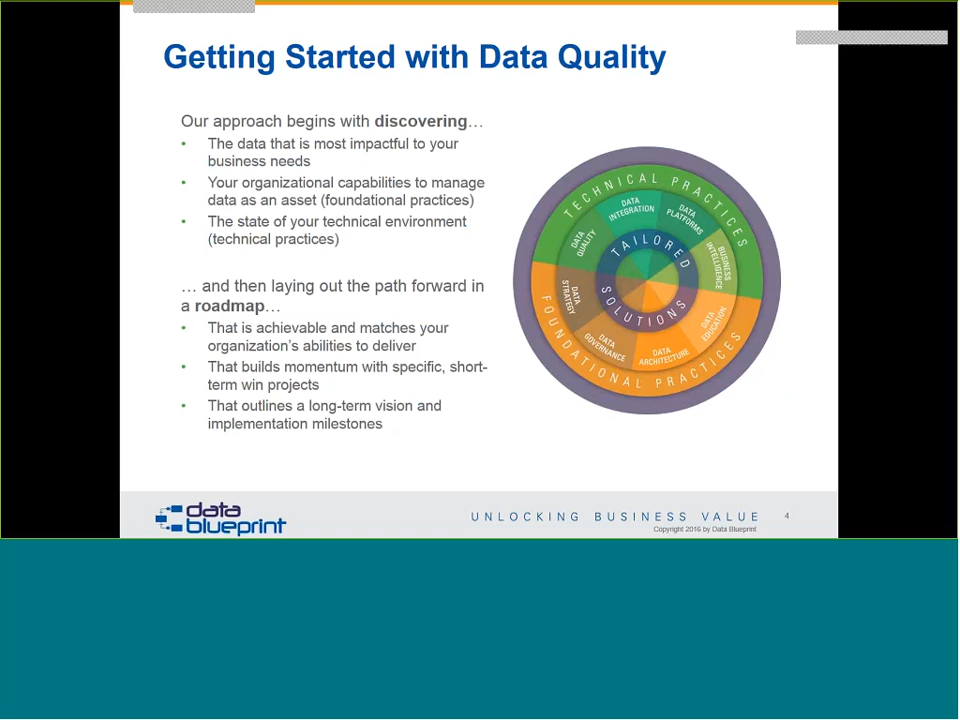 Getting Started with Data Quality
Our approach begins with discovering…
• The data that is most impactful to your
business needs
• Your organizational capabilities to manage
data as an asset (foundational practices)
• The state of your technical environment
(technical practices)
… and then laying out the path forward in
a roadmap…
• That is achievable and matches your
organization’s abilities to deliver
• That builds momentum with specific, short-
term win projects
• That outlines a long-term vision and
implementation milestones
TECHNICAL PRACTICES
DATA
QUALITY
DATA
INTEGRATION
DATA
PLATFORMS
BUSINESS
INTELLIGENCE
TAILORED
SOLUTIONS
DATA
STRATEGY
DATA
GOVERNANCE
DATA
ARCHITECTURE
DATA
EDUCATION
FOUNDATIONAL PRACTICES
data
blueprint
UNLOCKING BUSINESS VALUE
4
Copyright 2016 by Data Blueprint